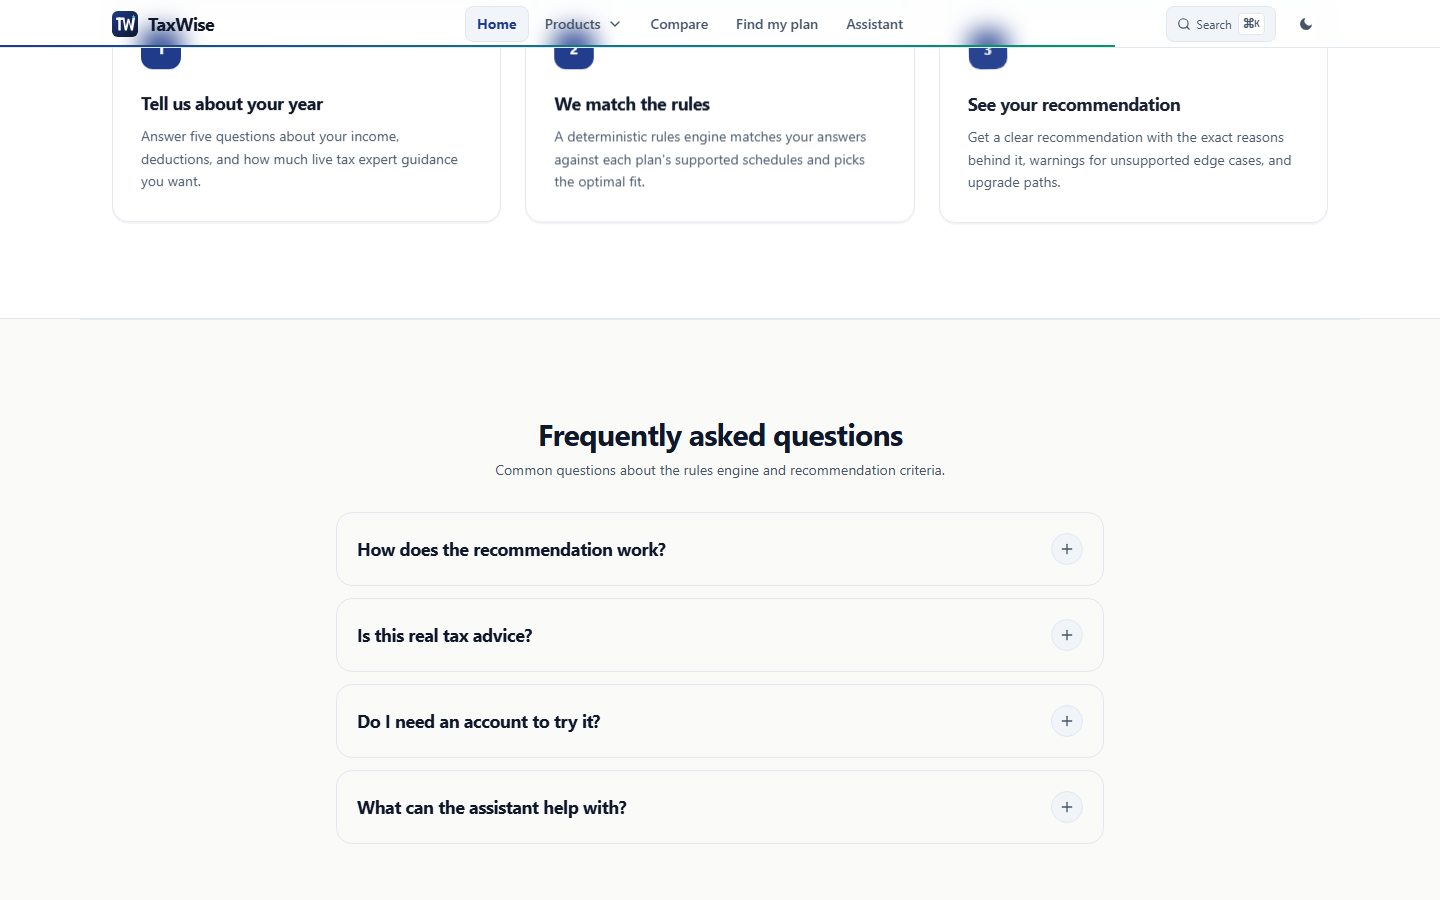 TW TaxWise Home Products Compare Find my plan Assistant Search ⌘K
1 2 3
Tell us about your year
Answer five questions about your income,
deductions, and how much live tax expert guidance
you want.
We match the rules
A deterministic rules engine matches your answers
against each plan's supported schedules and picks
the optimal fit.
See your recommendation
Get a clear recommendation with the exact reasons
behind it, warnings for unsupported edge cases, and
upgrade paths.
Frequently asked questions
Common questions about the rules engine and recommendation criteria.
How does the recommendation work?
Is this real tax advice?
Do I need an account to try it?
What can the assistant help with?